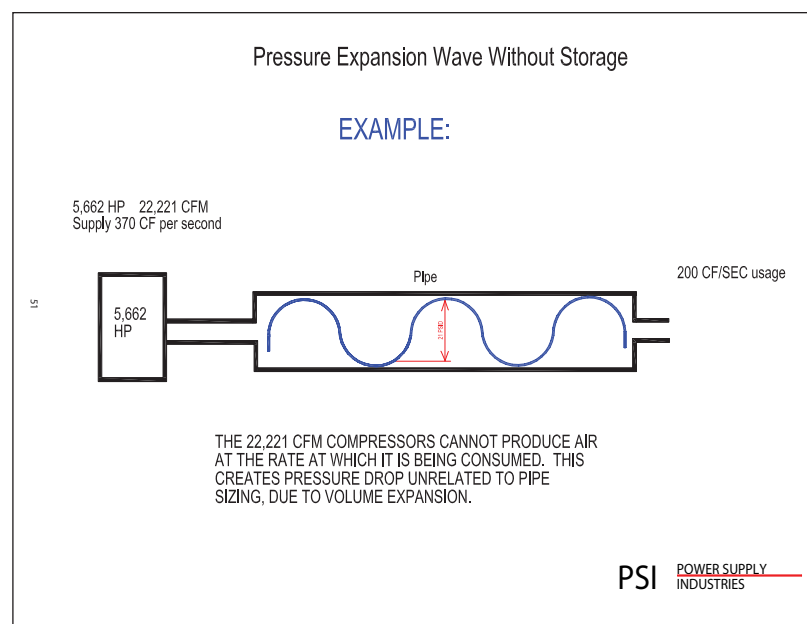 Pressure Expansion Wave Without Storage
EXAMPLE:
5,662 HP 22,221 CFM
Supply 370 CF per second
5,662
HP
Pipe
21 PSID
200 CF/SEC usage
51
THE 22,221 CFM COMPRESSORS CANNOT PRODUCE AIR
AT THE RATE AT WHICH IT IS BEING CONSUMED. THIS
CREATES PRESSURE DROP UNRELATED TO PIPE
SIZING, DUE TO VOLUME EXPANSION.
PSI
POWER SUPPLY
INDUSTRIES